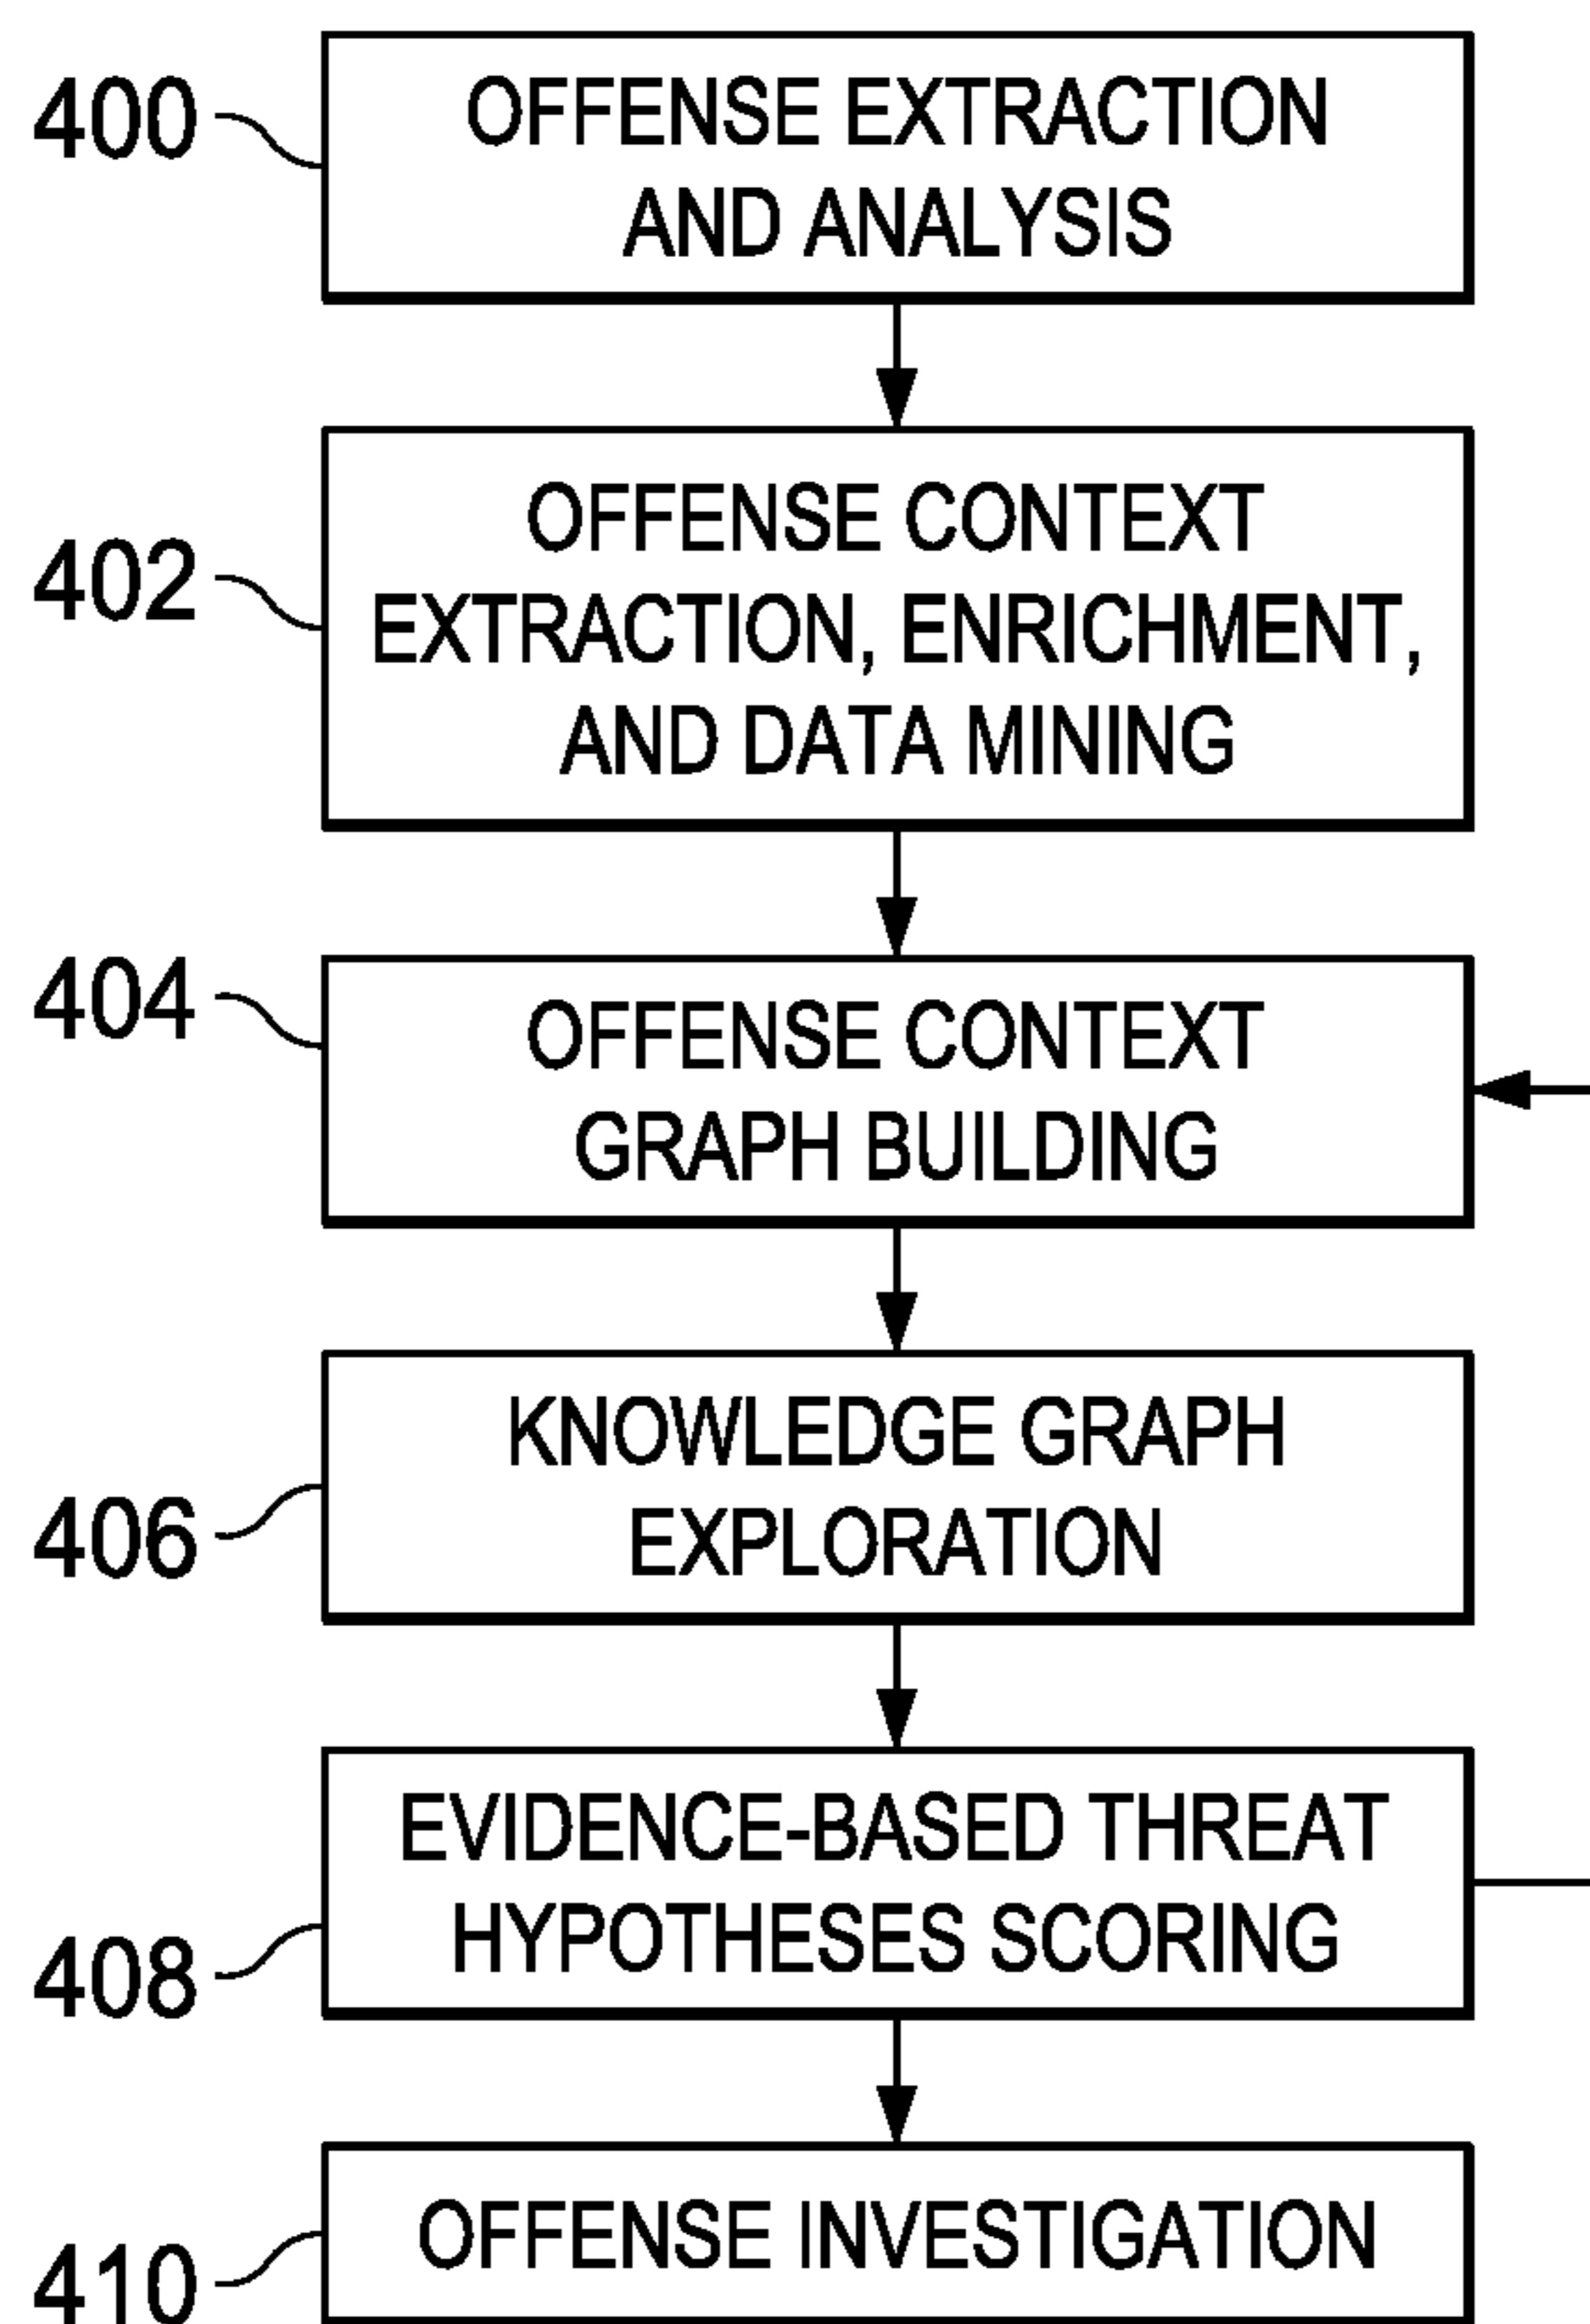 400
OFFENSE EXTRACTION
AND ANALYSIS
402
OFFENSE CONTEXT
EXTRACTION, ENRICHMENT,
AND DATA MINING
404
OFFENSE CONTEXT
GRAPH BUILDING
406
KNOWLEDGE GRAPH
EXPLORATION
408
EVIDENCE-BASED THREAT
HYPOTHESES SCORING
410
OFFENSE INVESTIGATION